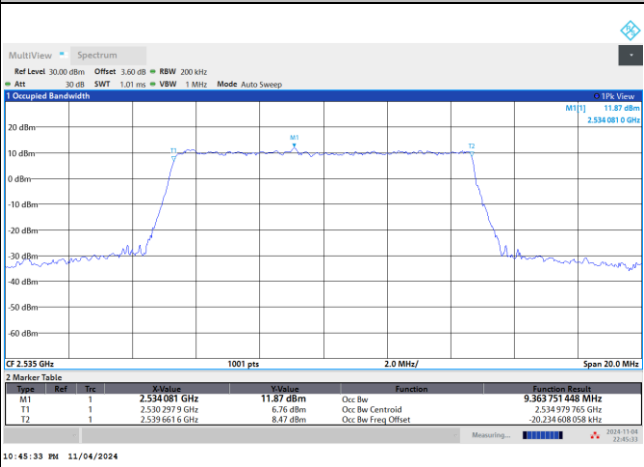 MultiView Spectrum
Ref Level 30.00 dBm Offset 3.60 dB RBW 200 kHz
Att 30 dB SWT 1.01 ms VBW 1 MHz Mode Auto Sweep
1 Occupied Bandwidth 1Pk View
M1[1] 11.87 dBm
2.534 081 0 GHz
20 dBm
M1
T1 T2
10 dBm
0 dBm
-10 dBm
-20 dBm
-30 dBm
-40 dBm
-50 dBm
-60 dBm
CF 2.535 GHz 1001 pts 2.0 MHz/ Span 20.0 MHz
2 Marker Table
Type Ref Trc X-Value Y-Value Function Function Result
M1 1 2.534 081 GHz 11.87 dBm Occ Bw 9.363 751 448 MHz
T1 1 2.530 297 9 GHz 6.76 dBm Occ Bw Centroid 2.534 979 765 GHz
T2 1 2.539 661 6 GHz 8.47 dBm Occ Bw Freq Offset -20.234 608 058 kHz
Measuring... 2024-11-04
22:45:33
10:45:33 PM 11/04/2024